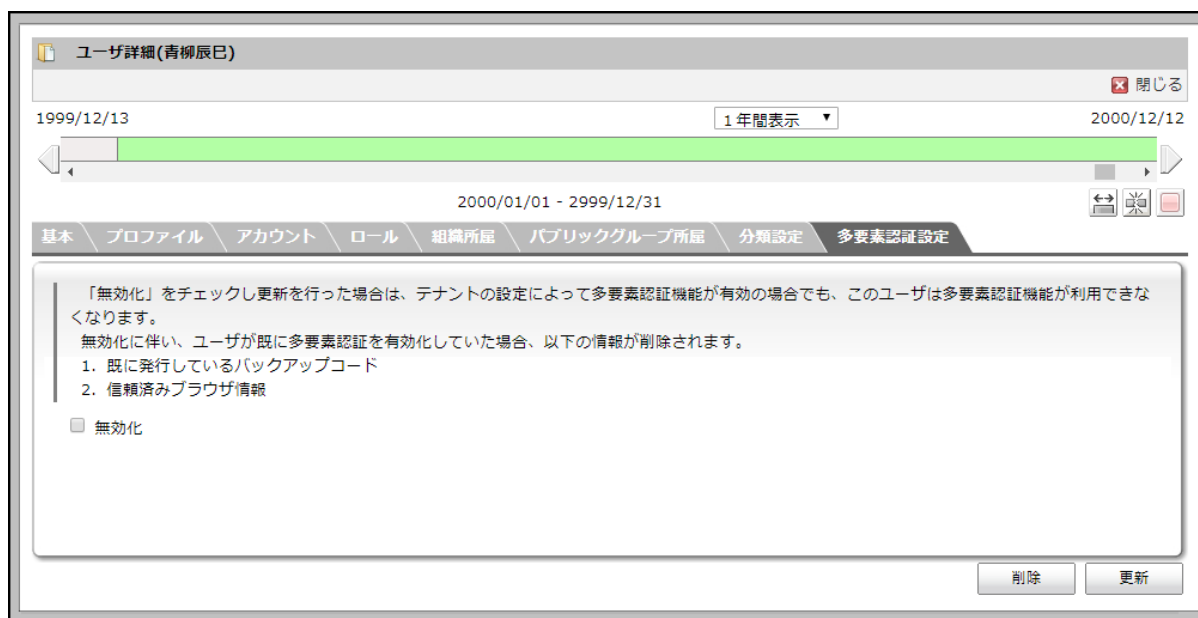 ユーザ詳細(青柳辰巳)
閉じる
1999/12/13 1年間表示 2000/12/12
2000/01/01 - 2999/12/31
基本 プロファイル アカウント ロール 組織所属 パブリックグループ所属 分類設定 多要素認証設定
「無効化」をチェックし更新を行った場合は、テナントの設定によって多要素認証機能が有効の場合でも、このユーザは多要素認証機能が利用できな
くなります。
無効化に伴い、ユーザが既に多要素認証を有効化していた場合、以下の情報が削除されます。
1. 既に発行しているバックアップコード
2. 信頼済みブラウザ情報
無効化
削除 更新